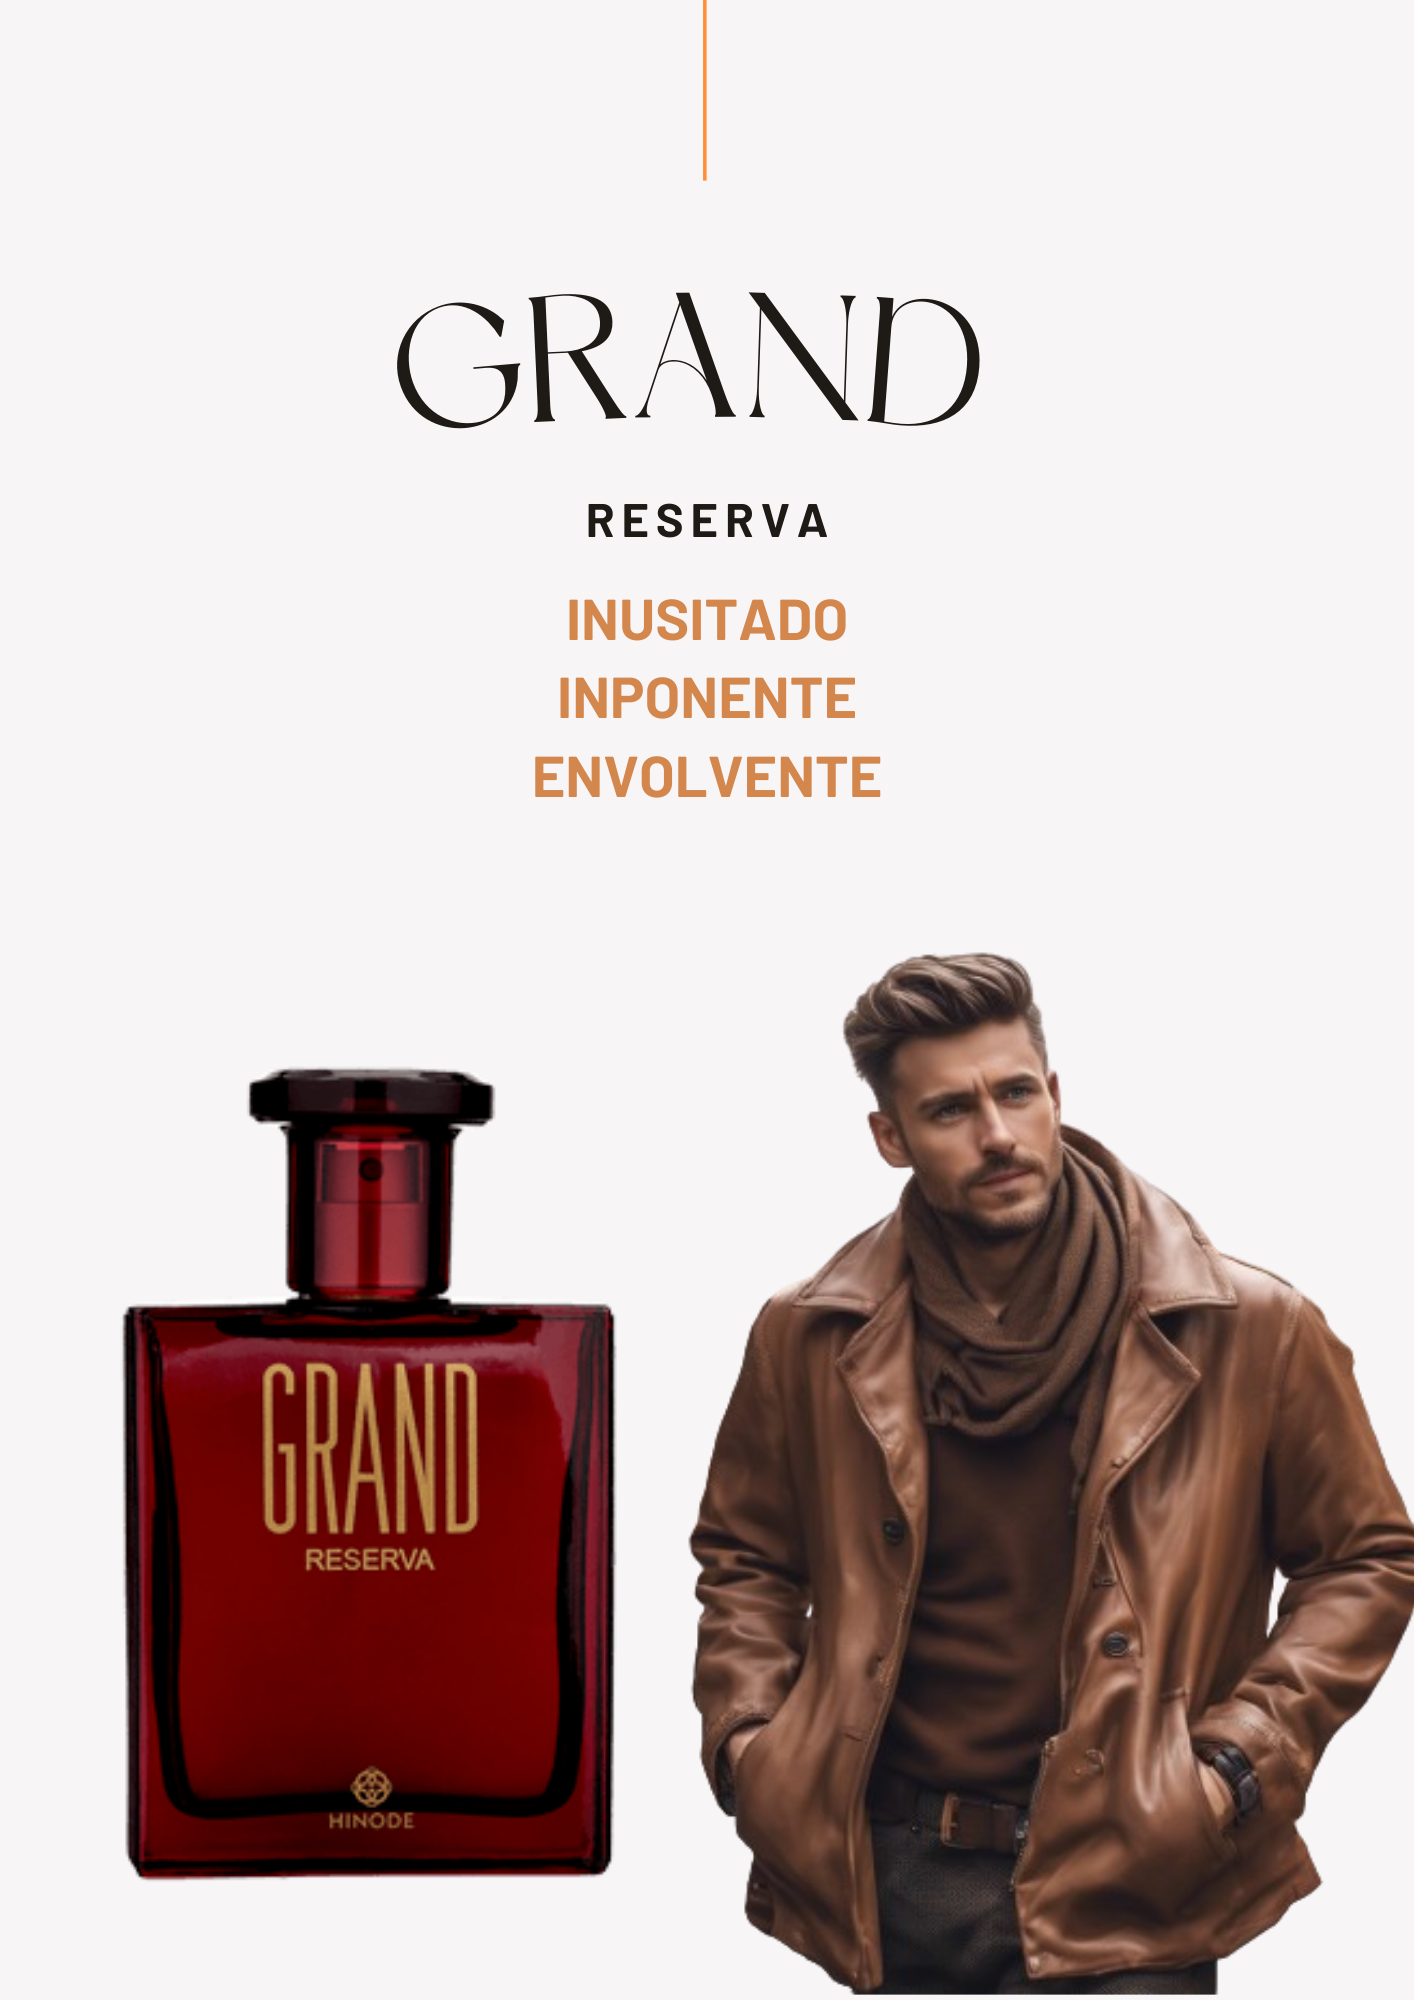 GRAND
RESERVA
INUSITADO
INPONENTE
ENVOLVENTE
GRAND
RESERVA
HINODE